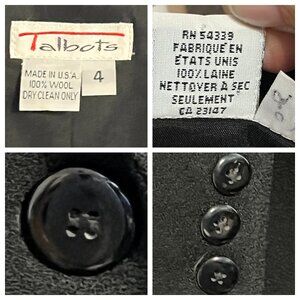 Talbots
MADE IN U.S.A.
100% WOOL
DRY CLEAN ONLY
4
RN 54339
FABRIQUÉ EN
ÉTATS UNIS
100% LAINE
NETTOYER À SEC
SEULEMENT
CA 23147